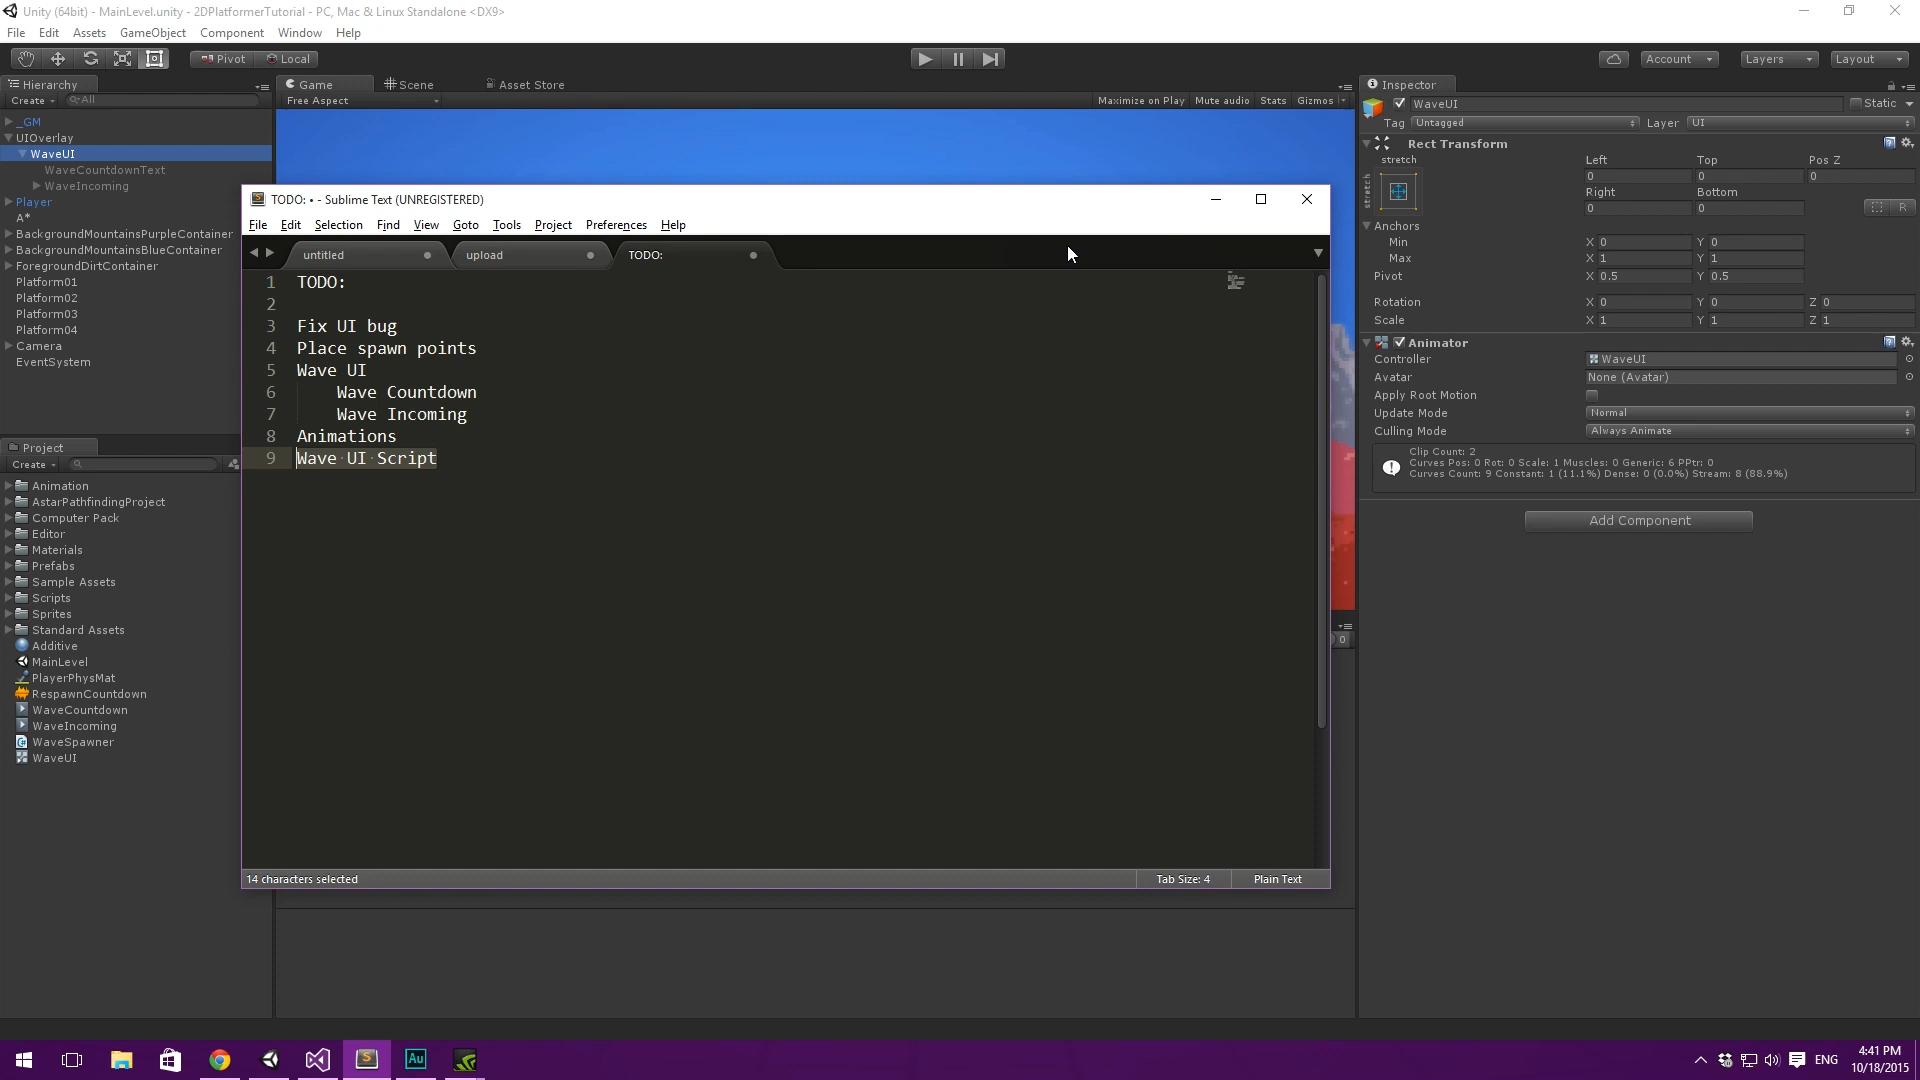 Unity (64bit) - MainLevel.unity - 2DPlatformerTutorial - PC, Mac & Linux Standalone <DX9>
File Edit Assets GameObject Component Window Help
Pivot Local
Account Layers Layout
Hierarchy
Create All
_GM
UIOverlay
WaveUI
WaveCountdownText
WaveIncoming
Player
A*
BackgroundMountainsPurpleContainer
BackgroundMountainsBlueContainer
ForegroundDirtContainer
Platform01
Platform02
Platform03
Platform04
Camera
EventSystem
Project
Create
Animation
AstarPathfindingProject
Computer Pack
Editor
Materials
Prefabs
Sample Assets
Scripts
Sprites
Standard Assets
Additive
MainLevel
PlayerPhysMat
RespawnCountdown
WaveCountdown
WaveIncoming
WaveSpawner
WaveUI
Game Scene Asset Store
Free Aspect Maximize on Play Mute audio Stats Gizmos
TODO: • - Sublime Text (UNREGISTERED)
File Edit Selection Find View Goto Tools Project Preferences Help
untitled upload TODO:
1 TODO:
2
3 Fix UI bug
4 Place spawn points
5 Wave UI
6 Wave Countdown
7 Wave Incoming
8 Animations
9 Wave UI Script
14 characters selected Tab Size: 4 Plain Text
0
Inspector
WaveUI Static
Tag Untagged Layer UI
Rect Transform
stretch
stretch
Left Top Pos Z
0 0 0
Right Bottom
0 0
R
Anchors
Min X 0 Y 0
Max X 1 Y 1
Pivot X 0.5 Y 0.5
Rotation X 0 Y 0 Z 0
Scale X 1 Y 1 Z 1
Animator
Controller WaveUI
Avatar None (Avatar)
Apply Root Motion
Update Mode Normal
Culling Mode Always Animate
Clip Count: 2
Curves Pos: 0 Rot: 0 Scale: 1 Muscles: 0 Generic: 6 PPtr: 0
Curves Count: 9 Constant: 1 (11.1%) Dense: 0 (0.0%) Stream: 8 (88.9%)
Add Component
S Au ENG
4:41 PM
10/18/2015